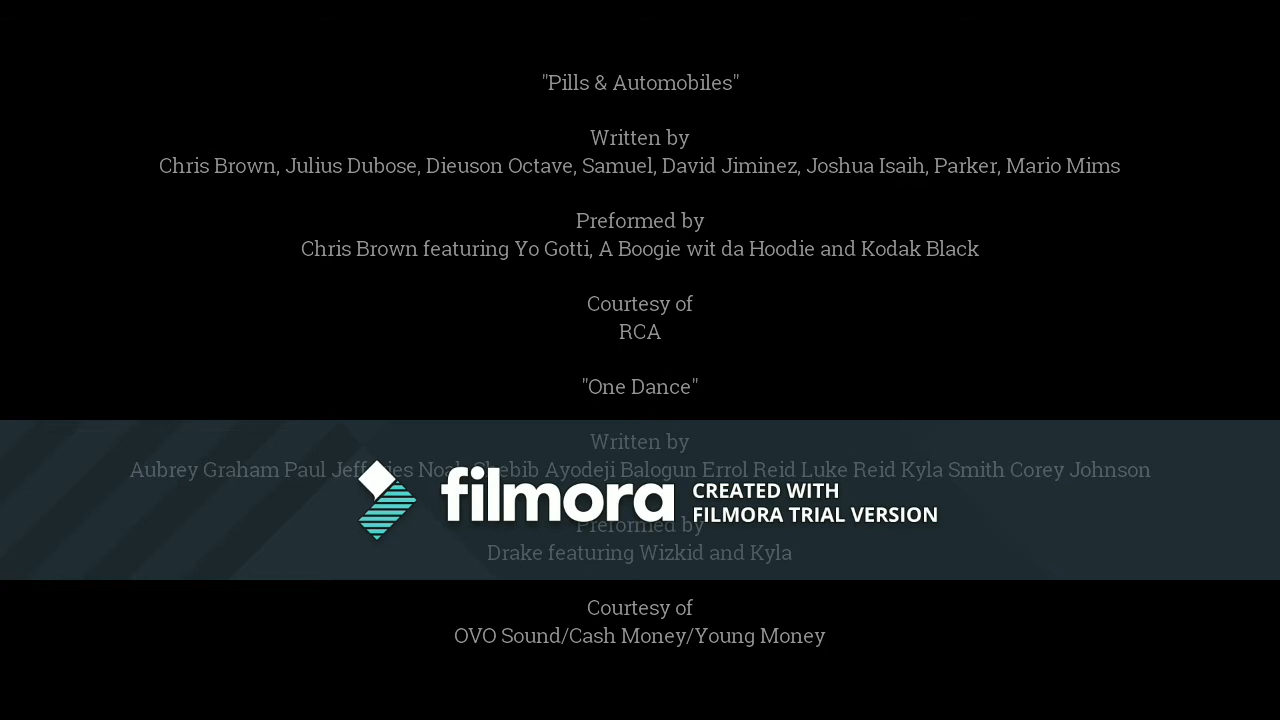 "Pills & Automobiles"
Written by
Chris Brown, Julius Dubose, Dieuson Octave, Samuel, David Jiminez, Joshua Isaih, Parker, Mario Mims
Preformed by
Chris Brown featuring Yo Gotti, A Boogie wit da Hoodie and Kodak Black
Courtesy of
RCA
"One Dance"
Written by
Aubrey Graham Paul Jefferies Noah Shebib Ayodeji Balogun Errol Reid Luke Reid Kyla Smith Corey Johnson
filmora
CREATED WITH
FILMORA TRIAL VERSION
Preformed by
Drake featuring Wizkid and Kyla
Courtesy of
OVO Sound/Cash Money/Young Money